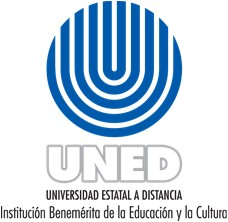 UNED
UNIVERSIDAD ESTATAL A DISTANCIA
Institución Benemérita de la Educación y la Cultura